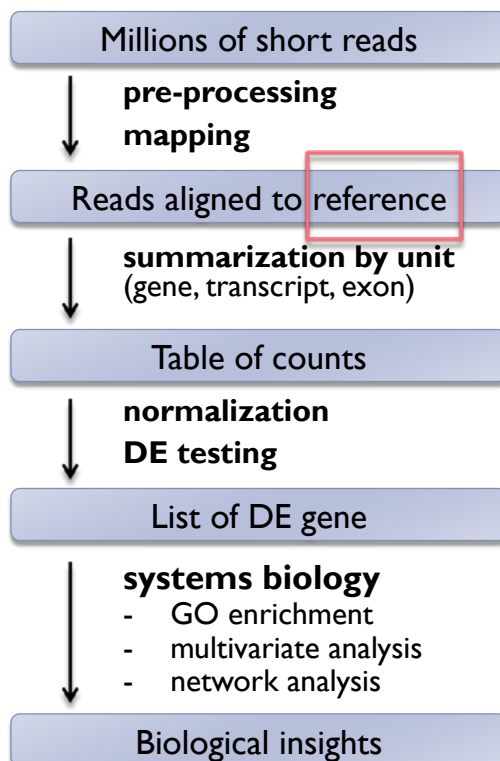 Millions of short reads
pre-processing
mapping
Reads aligned to reference
summarization by unit
(gene, transcript, exon)
Table of counts
normalization
DE testing
List of DE gene
systems biology
- GO enrichment
- multivariate analysis
- network analysis
Biological insights